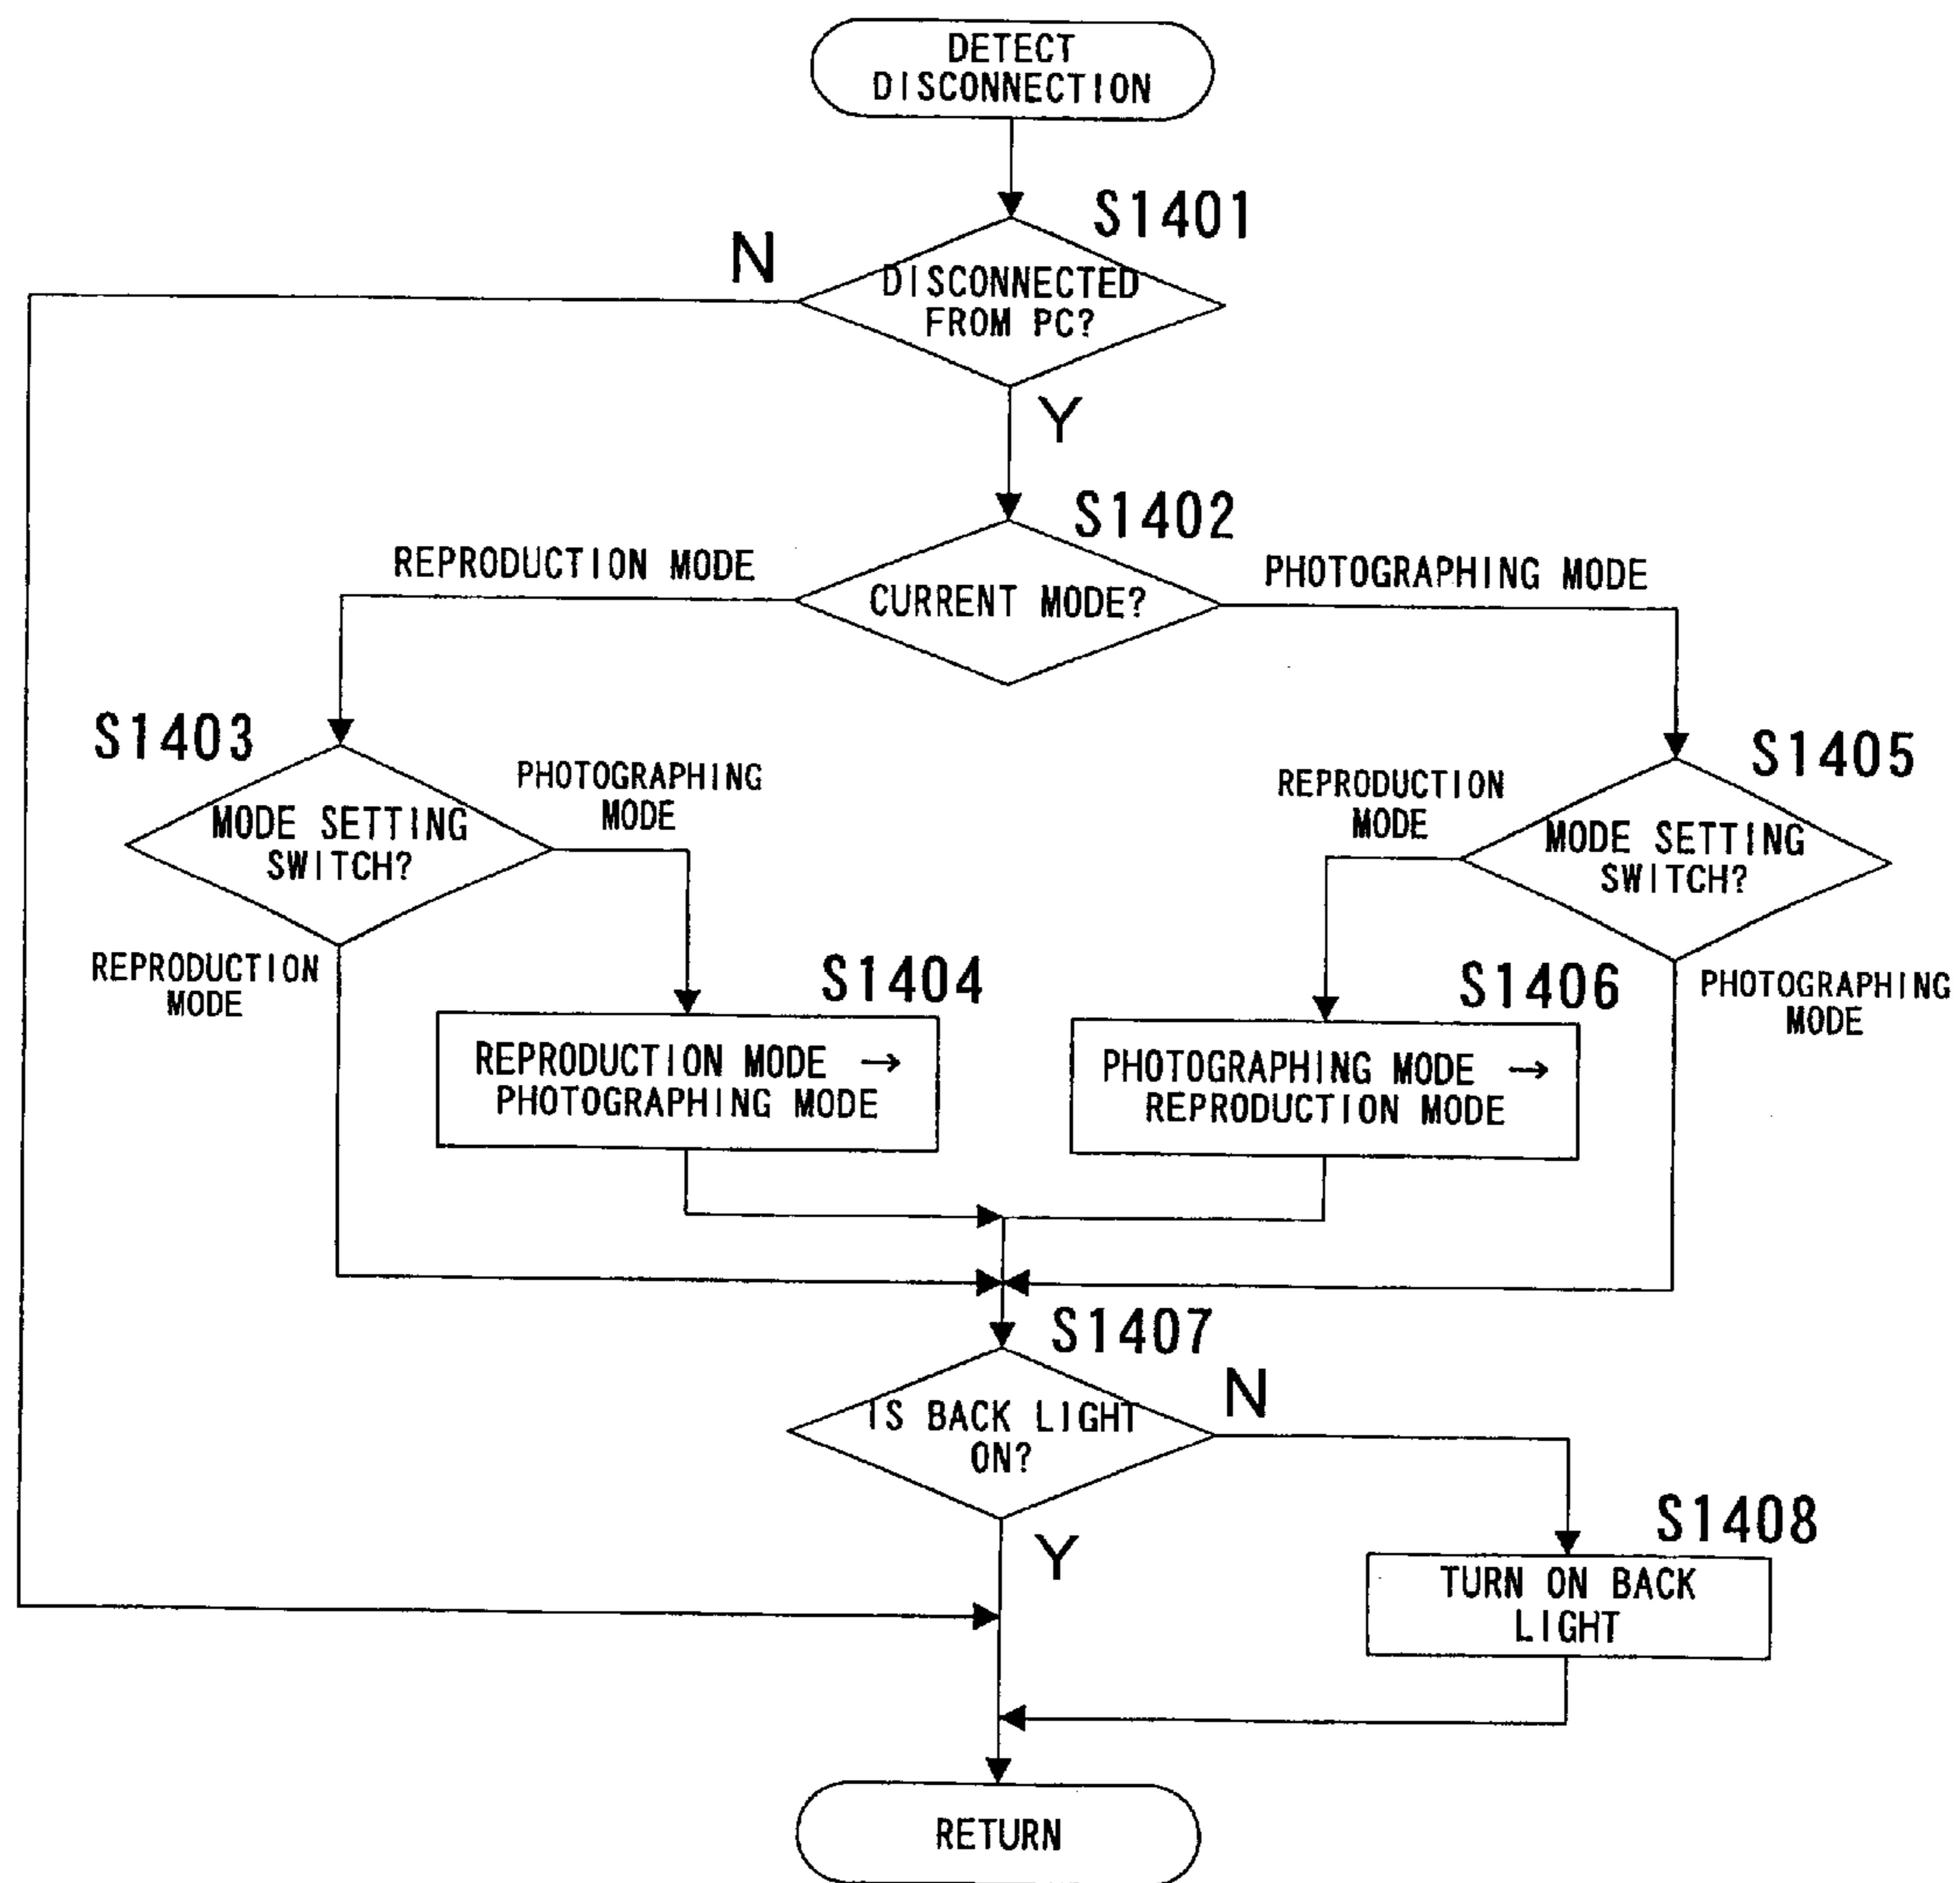 DETECT
DISCONNECTION
S1401
N
DISCONNECTED
FROM PC?
Y
S1402
REPRODUCTION MODE
CURRENT MODE?
PHOTOGRAPHING MODE
S1403
MODE SETTING
SWITCH?
PHOTOGRAPHING
MODE
REPRODUCTION
MODE
S1405
REPRODUCTION
MODE
MODE SETTING
SWITCH?
PHOTOGRAPHING
MODE
S1404
REPRODUCTION MODE →
PHOTOGRAPHING MODE
S1406
PHOTOGRAPHING MODE →
REPRODUCTION MODE
S1407
IS BACK LIGHT
ON?
N
Y
S1408
TURN ON BACK
LIGHT
RETURN